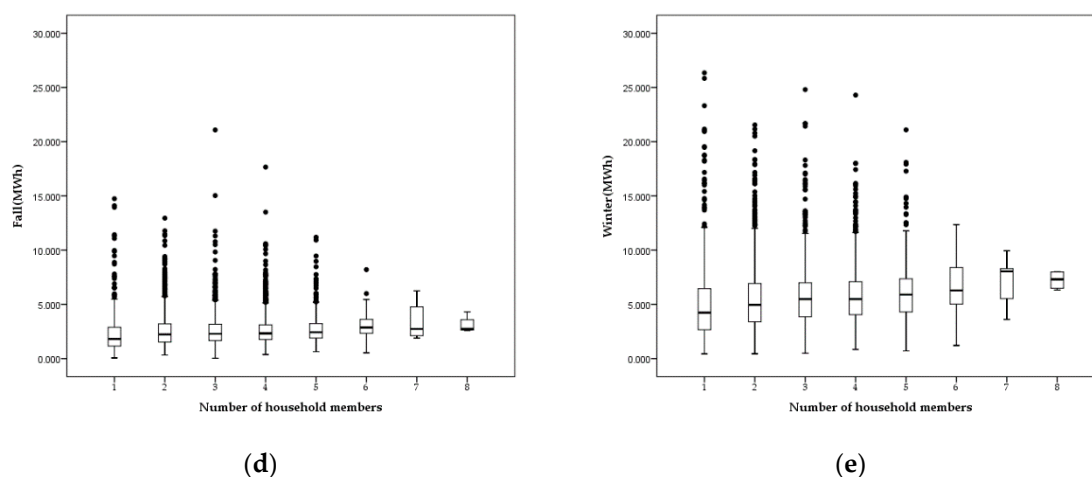 30.000
25.000
20.000
15.000
10.000
5.000
0.000
Fall(MWh)
1 2 3 4 5 6 7 8
Number of household members
(d)
30.000
25.000
20.000
15.000
10.000
5.000
0.000
Winter(MWh)
1 2 3 4 5 6 7 8
Number of household members
(e)